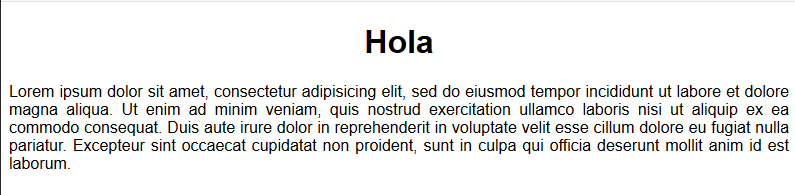 Hola
Lorem ipsum dolor sit amet, consectetur adipisicing elit, sed do eiusmod tempor incididunt ut labore et dolore
magna aliqua. Ut enim ad minim veniam, quis nostrud exercitation ullamco laboris nisi ut aliquip ex ea
commodo consequat. Duis aute irure dolor in reprehenderit in voluptate velit esse cillum dolore eu fugiat nulla
pariatur. Excepteur sint occaecat cupidatat non proident, sunt in culpa qui officia deserunt mollit anim id est
laborum.